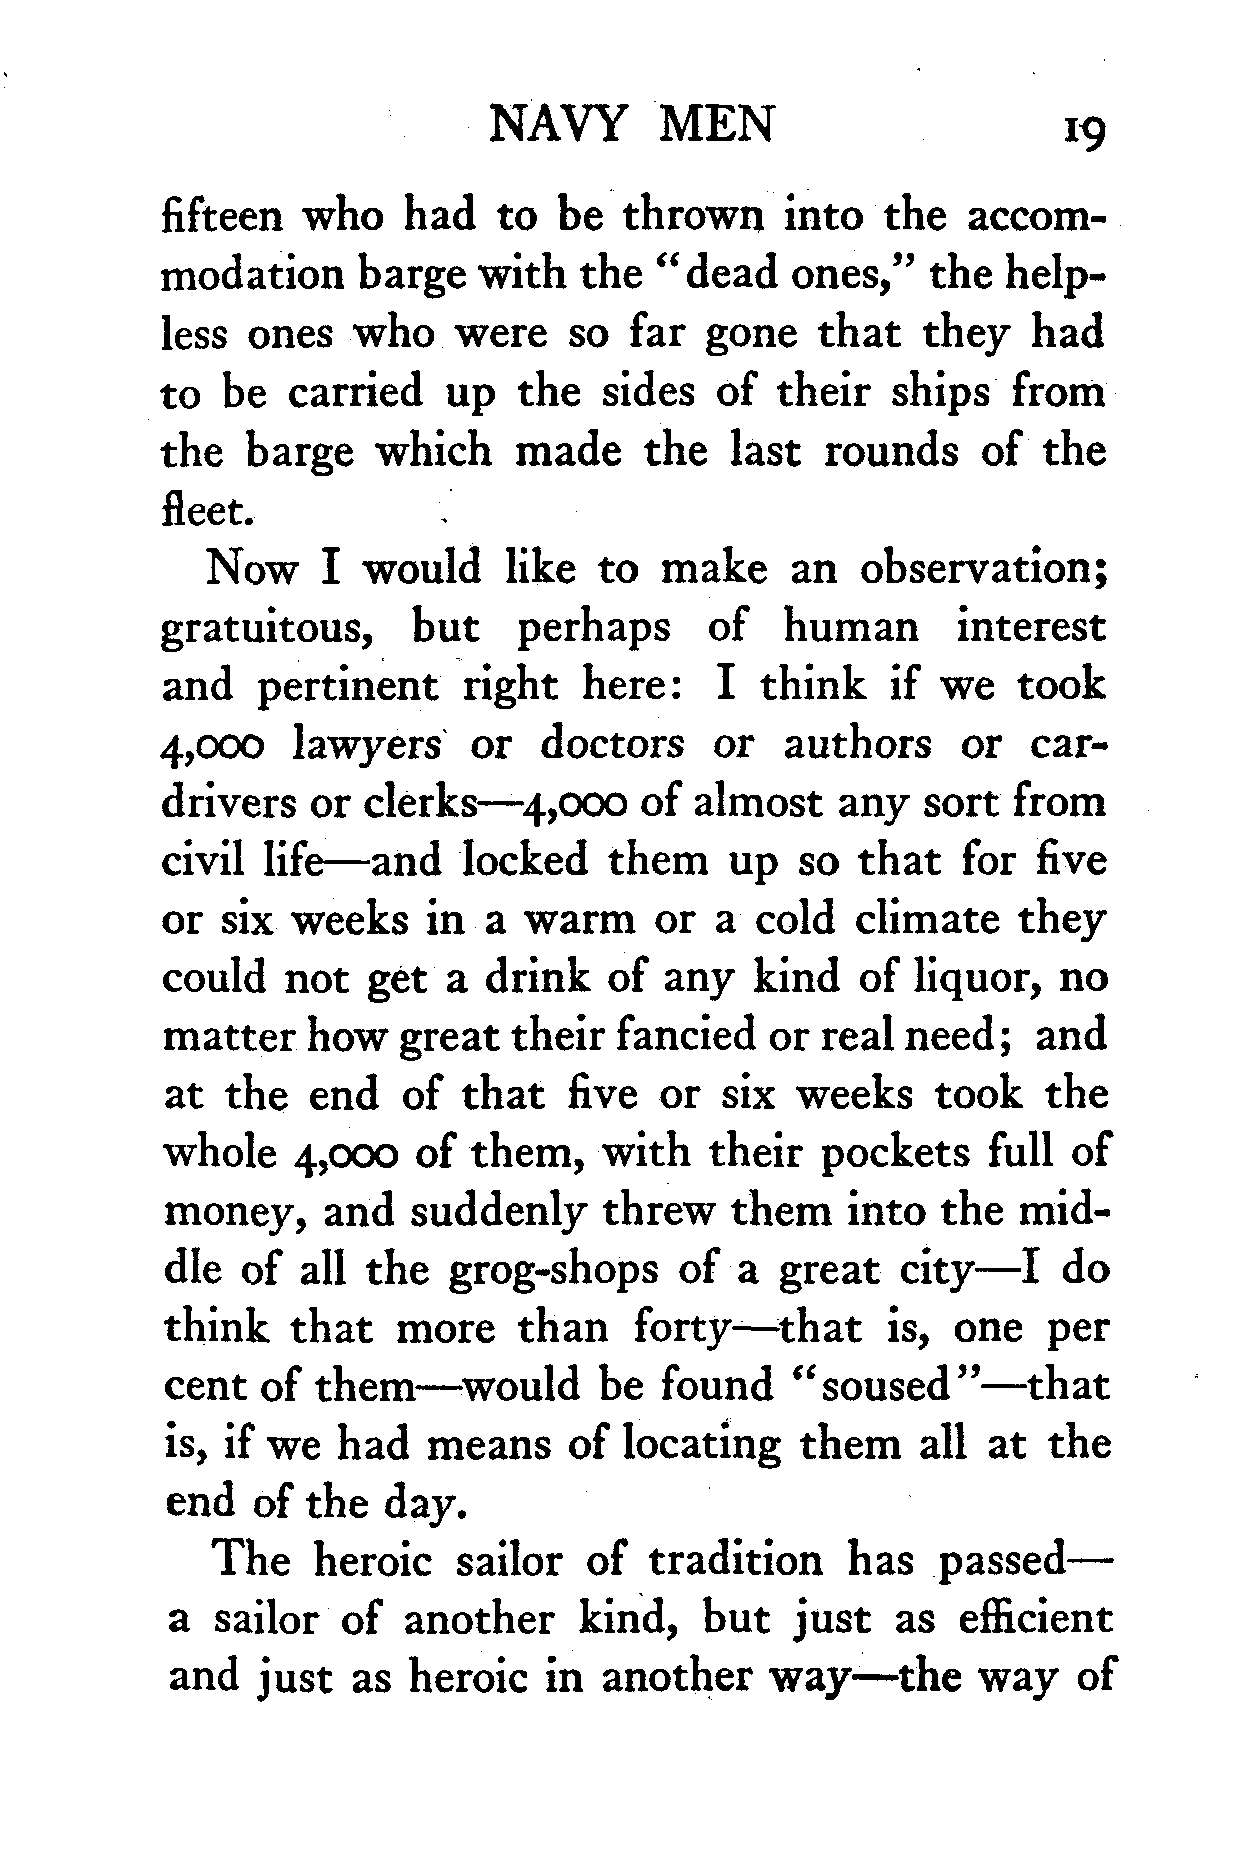 NAVY MEN 19
fifteen who had to be thrown into the accom-
modation barge with the "dead ones," the help-
less ones who were so far gone that they had
to be carried up the sides of their ships from
the barge which made the last rounds of the
fleet.
Now I would like to make an observation;
gratuitous, but perhaps of human interest
and pertinent right here: I think if we took
4,000 lawyers or doctors or authors or car-
drivers or clerks—4,000 of almost any sort from
civil life—and locked them up so that for five
or six weeks in a warm or a cold climate they
could not get a drink of any kind of liquor, no
matter how great their fancied or real need; and
at the end of that five or six weeks took the
whole 4,000 of them, with their pockets full of
money, and suddenly threw them into the mid-
dle of all the grog-shops of a great city—I do
think that more than forty—that is, one per
cent of them—would be found "soused"—that
is, if we had means of locating them all at the
end of the day.
The heroic sailor of tradition has passed—
a sailor of another kind, but just as efficient
and just as heroic in another way—the way of